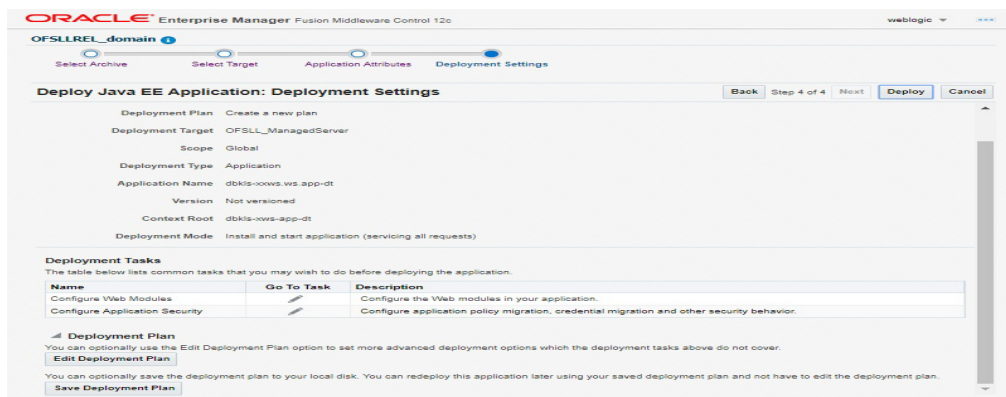 ORACLE Enterprise Manager Fusion Middleware Control 12c
weblogic
OFSLLREL_domain
Select Archive Select Target Application Attributes Deployment Settings
Deploy Java EE Application: Deployment Settings
Back Step 4 of 4 Next Deploy Cancel
Deployment Plan Create a new plan
Deployment Target OFSLL_ManagedServer
Scope Global
Deployment Type Application
Application Name dbkls-xxws.ws.app-dt
Version Not versioned
Context Root dbkls-xws-app-dt
Deployment Mode Install and start application (servicing all requests)
Deployment Tasks
The table below lists common tasks that you may wish to do before deploying the application.
Name Go To Task Description
Configure Web Modules Configure the Web modules in your application.
Configure Application Security Configure application policy migration, credential migration and other security behavior.
Deployment Plan
You can optionally use the Edit Deployment Plan option to set more advanced deployment options which the deployment tasks above do not cover.
Edit Deployment Plan
You can optionally save the deployment plan to your local disk. You can redeploy this application later using your saved deployment plan and not have to edit the deployment plan.
Save Deployment Plan